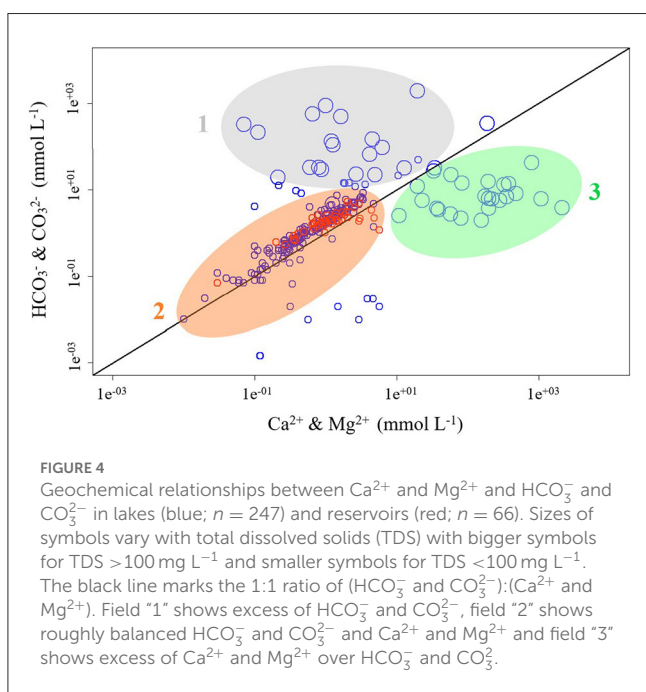 HCO₃⁻ & CO₃²⁻ (mmol L⁻¹)
1e+03
1e+01
1e-01
1e-03
1
2
3
1e-03 1e-01 1e+01 1e+03
Ca²⁺ & Mg²⁺ (mmol L⁻¹)
FIGURE 4
Geochemical relationships between Ca²⁺ and Mg²⁺ and HCO₃⁻ and
CO₃²⁻ in lakes (blue; n = 247) and reservoirs (red; n = 66). Sizes of
symbols vary with total dissolved solids (TDS) with bigger symbols
for TDS >100 mg L⁻¹ and smaller symbols for TDS <100 mg L⁻¹.
The black line marks the 1:1 ratio of (HCO₃⁻ and CO₃²⁻):(Ca²⁺ and
Mg²⁺). Field "1" shows excess of HCO₃⁻ and CO₃²⁻, field "2" shows
roughly balanced HCO₃⁻ and CO₃²⁻ and Ca²⁺ and Mg²⁺ and field "3"
shows excess of Ca²⁺ and Mg²⁺ over HCO₃⁻ and CO₃².